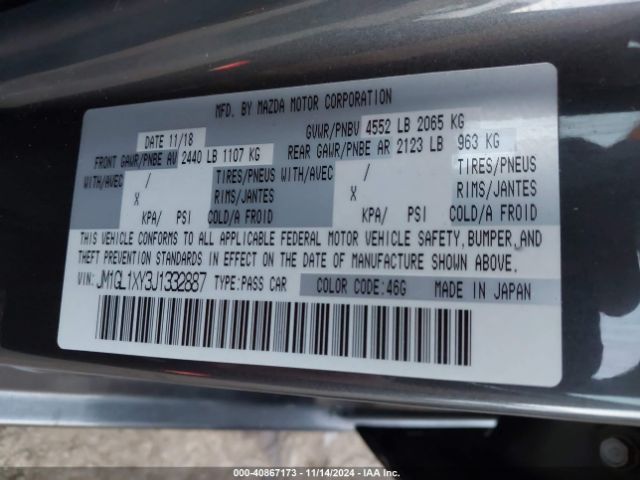 MFD. BY MAZDA MOTOR CORPORATION
DATE 11/18 GVWR/PNBV 4552 LB 2065 KG
FRONT GAWR/PNBE AV 2440 LB 1107 KG REAR GAWR/PNBE AR 2123 LB 963 KG
WITH/AVEC / TIRES/PNEUS WITH/AVEC / TIRES/PNEUS
X RIMS/JANTES X RIMS/JANTES
KPA/ PSI COLD/A FROID KPA/ PSI COLD/A FROID
THIS VEHICLE CONFORMS TO ALL APPLICABLE FEDERAL MOTOR VEHICLE SAFETY, BUMPER, AND
THEFT PREVENTION STANDARDS IN EFFECT ON THE DATE OF MANUFACTURE SHOWN ABOVE.
VIN: JM1GL1XY3J1332887 TYPE:PASS CAR COLOR CODE:46G MADE IN JAPAN
000-40867173 - 11/14/2024 - IAA Inc.